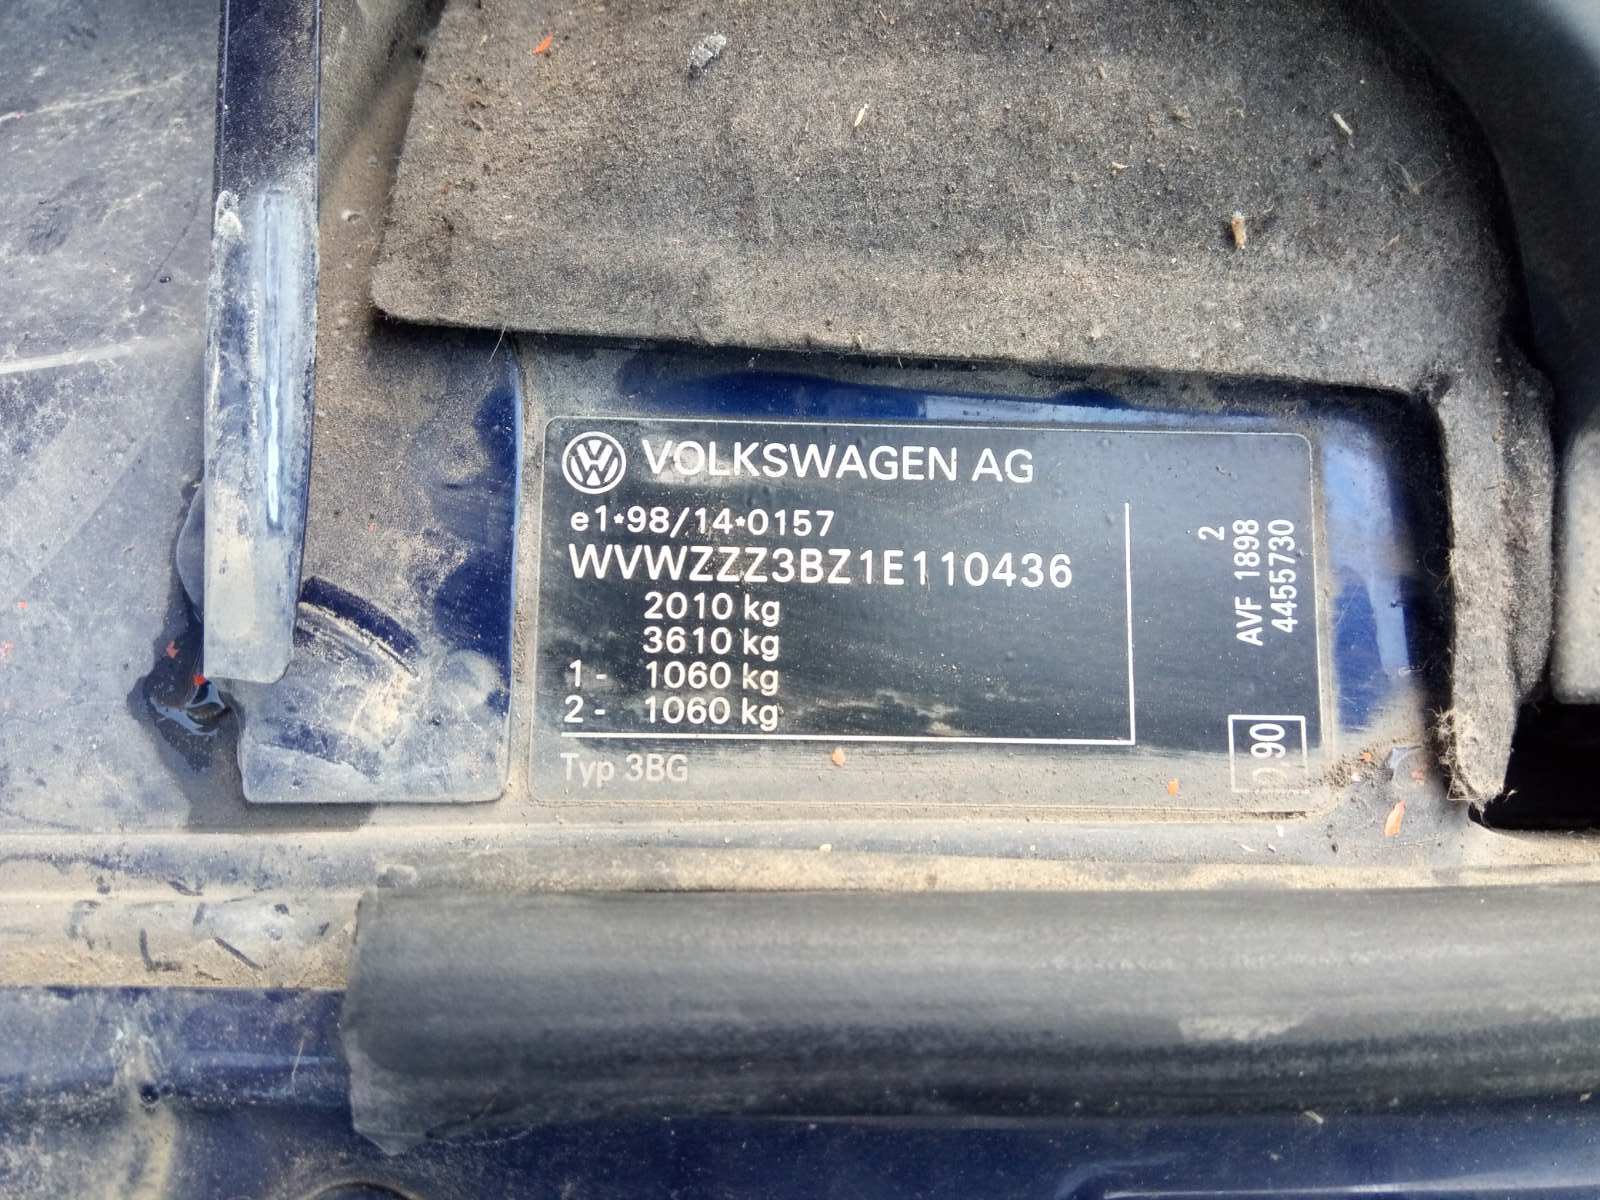 VOLKSWAGEN AG
e1*98/14*0157
WVWZZZ3BZ1E110436
2010 kg
3610 kg
1 - 1060 kg
2 - 1060 kg
Typ 3BG
2
AVF 1898
4455730